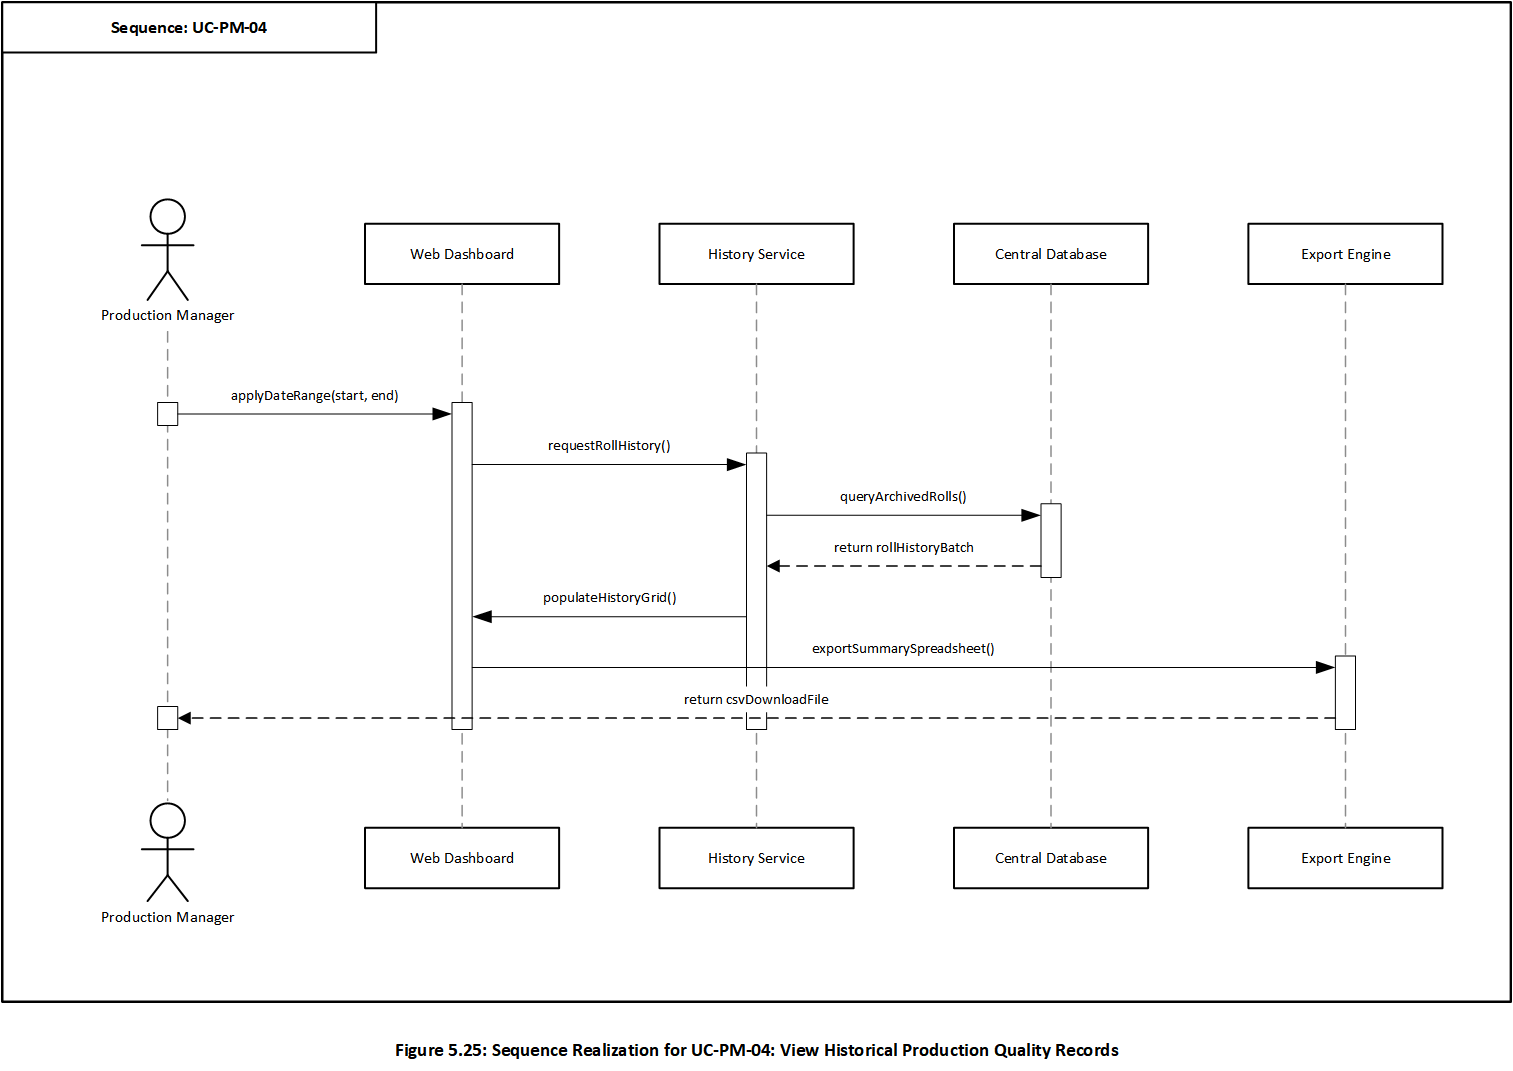 Sequence: UC-PM-04
Production Manager
Web Dashboard
History Service
Central Database
Export Engine
applyDateRange(start, end)
requestRollHistory()
queryArchivedRolls()
return rollHistoryBatch
populateHistoryGrid()
exportSummarySpreadsheet()
return csvDownloadFile
Production Manager
Web Dashboard
History Service
Central Database
Export Engine
Figure 5.25: Sequence Realization for UC-PM-04: View Historical Production Quality Records